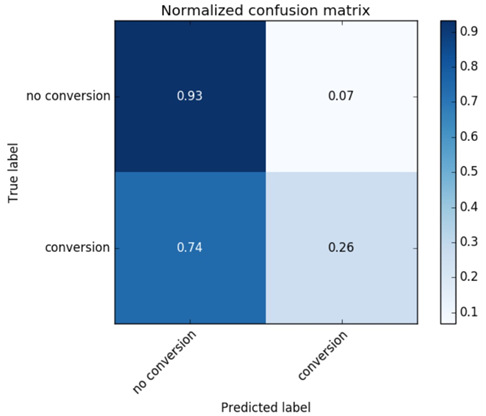 Normalized confusion matrix
True label
no conversion
0.93
0.07
conversion
0.74
0.26
no conversion
conversion
Predicted label
0.9
0.8
0.7
0.6
0.5
0.4
0.3
0.2
0.1